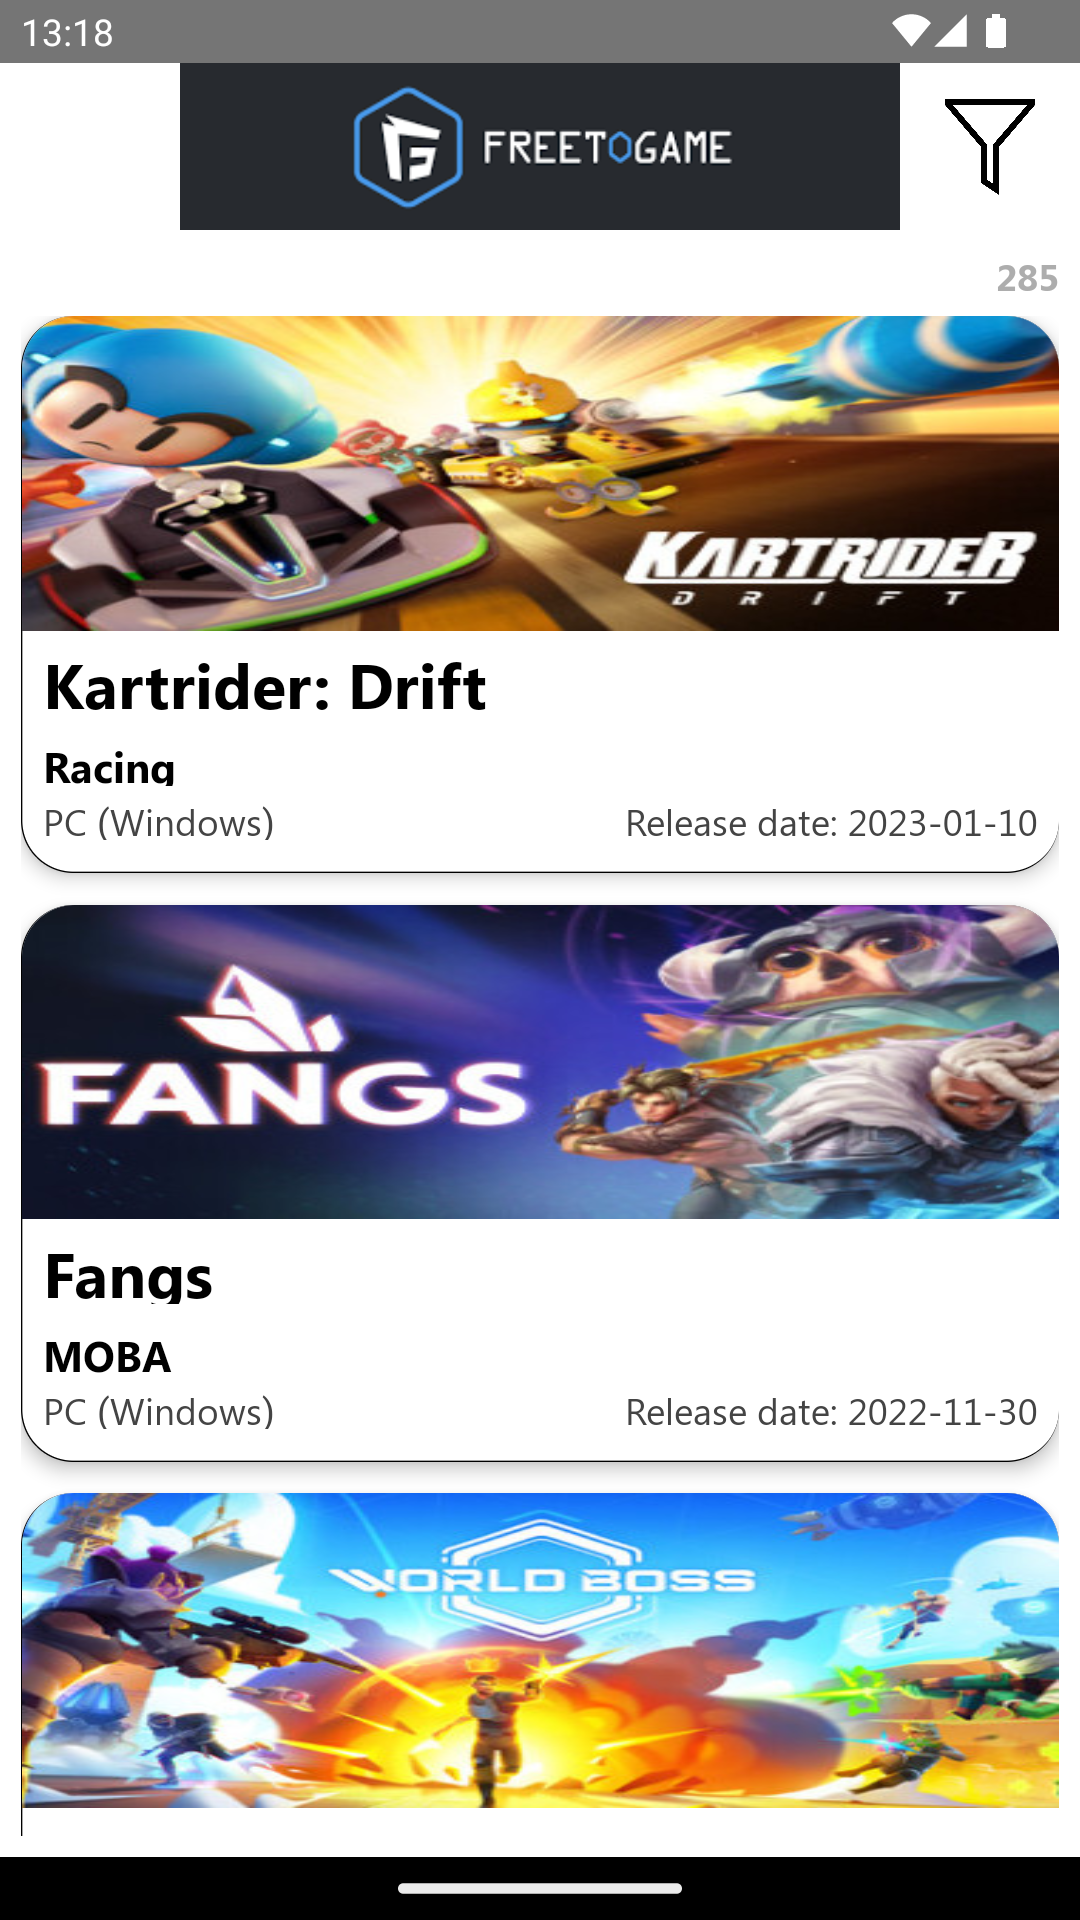 13:18
FREETOGAME
285
KARTRIDER
DRIFT
Kartrider: Drift
Racing
PC (Windows)
Release date: 2023-01-10
FANGS
Fangs
MOBA
PC (Windows)
Release date: 2022-11-30
WORLD BOSS